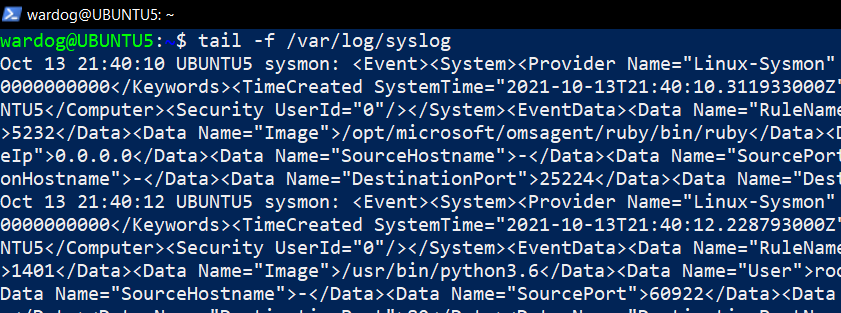 wardog@UBUNTU5: ~
wardog@UBUNTU5:~$ tail -f /var/log/syslog
Oct 13 21:40:10 UBUNTU5 sysmon: <Event><System><Provider Name="Linux-Sysmon"
0000000000</Keywords><TimeCreated SystemTime="2021-10-13T21:40:10.311933000Z"
NTU5</Computer><Security UserId="0"/></System><EventData><Data Name="RuleName
>5232</Data><Data Name="Image">/opt/microsoft/omsagent/ruby/bin/ruby</Data><D
eIp">0.0.0.0</Data><Data Name="SourceHostname">-</Data><Data Name="SourcePort
onHostname">-</Data><Data Name="DestinationPort">25224</Data><Data Name="Dest
Oct 13 21:40:12 UBUNTU5 sysmon: <Event><System><Provider Name="Linux-Sysmon"
0000000000</Keywords><TimeCreated SystemTime="2021-10-13T21:40:12.228793000Z"
NTU5</Computer><Security UserId="0"/></System><EventData><Data Name="RuleName
>1401</Data><Data Name="Image">/usr/bin/python3.6</Data><Data Name="User">roo
Data Name="SourceHostname">-</Data><Data Name="SourcePort">60922</Data><Data